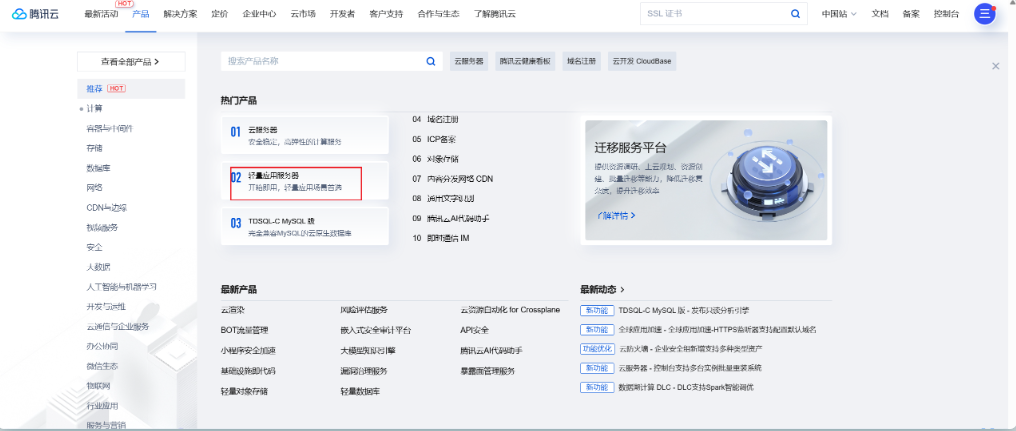 腾讯云
最新活动 HOT 产品 解决方案 定价 企业中心 云市场 开发者 客户支持 合作与生态 了解腾讯云
SSL 证书
中国站 文档 备案 控制台
查看全部产品
推荐 HOT
计算
容器与中间件
存储
数据库
网络
CDN与边缘
视频服务
安全
大数据
人工智能与机器学习
开发与运维
云通信与企业服务
办公协同
微信生态
物联网
行业应用
服务与营销
搜索产品名称
云服务器 腾讯云健康看板 域名注册 云开发 CloudBase
热门产品
01 云服务器
安全稳定，高弹性的计算服务
02 轻量应用服务器
开箱即用，轻量应用场景首选
03 TDSQL-C MySQL 版
完全兼容MySQL的云原生数据库
04 域名注册
05 ICP备案
06 对象存储
07 内容分发网络 CDN
08 通用文字识别
09 腾讯云AI代码助手
10 即时通信 IM
迁移服务平台
提供资源调研、上云规划、资源创
建、批量迁移等能力，降低迁移复
杂度，提升迁移效率
了解详情
最新产品
云渲染 风险评估服务 云资源自动化 for Crossplane
BOT流量管理 嵌入式安全审计平台 API安全
小程序安全加速 大模型知识引擎 腾讯云AI代码助手
基础设施即代码 漏洞治理服务 暴露面管理服务
轻量对象存储 轻量数据库
最新动态
新功能 TDSQL-C MySQL 版 - 发布只读分析引擎
新功能 全球应用加速 - 全球应用加速-HTTPS监听器支持配置默认域名
功能优化 云防火墙 - 企业安全组新增支持多种类型资产
新功能 云服务器 - 控制台支持多台实例批量重装系统
新功能 数据湖计算 DLC - DLC支持Spark智能调优